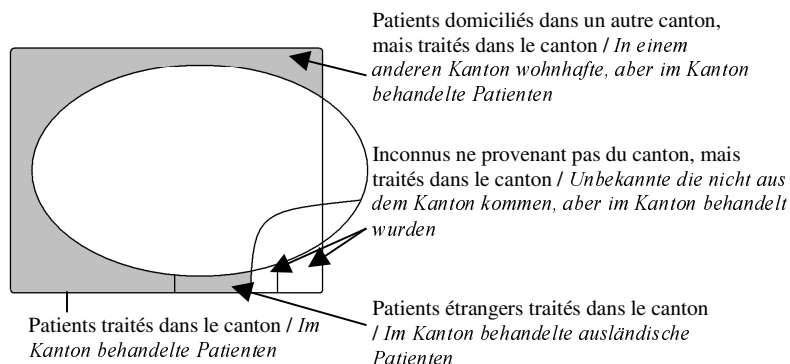 Patients domiciliés dans un autre canton,
mais traités dans le canton / In einem
anderen Kanton wohnhafte, aber im Kanton
behandelte Patienten
Inconnus ne provenant pas du canton, mais
traités dans le canton / Unbekannte die nicht aus
dem Kanton kommen, aber im Kanton behandelt
wurden
Patients étrangers traités dans le canton
/ Im Kanton behandelte ausländische
Patienten
Patients traités dans le canton / Im
Kanton behandelte Patienten